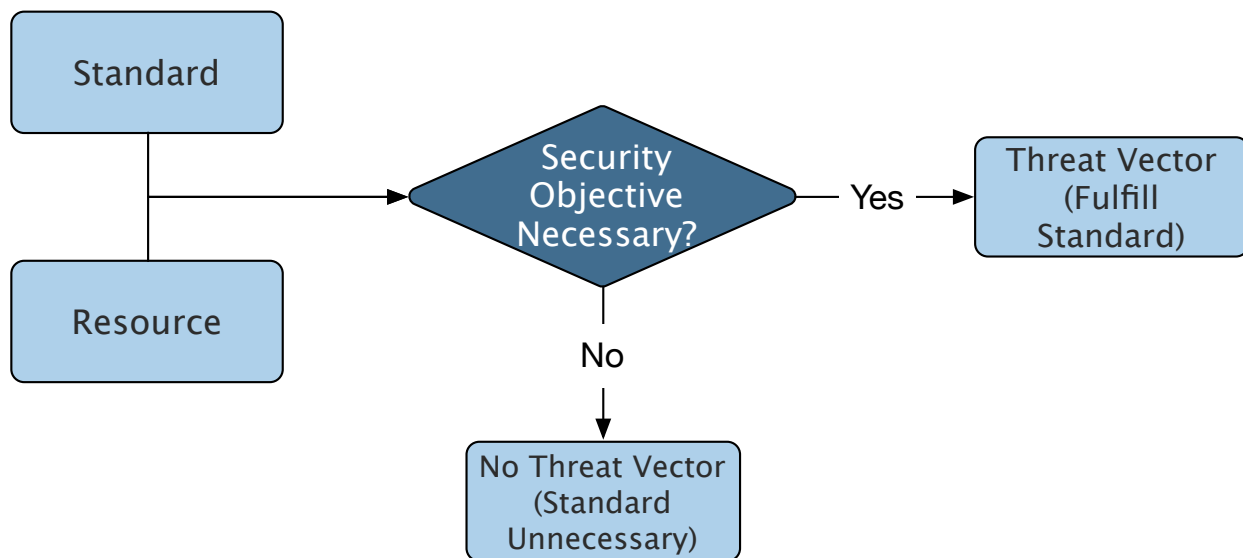 Standard
Security
Objective
Necessary?
Yes
Threat Vector
(Fulfill
Standard)
Resource
No
No Threat Vector
(Standard
Unnecessary)